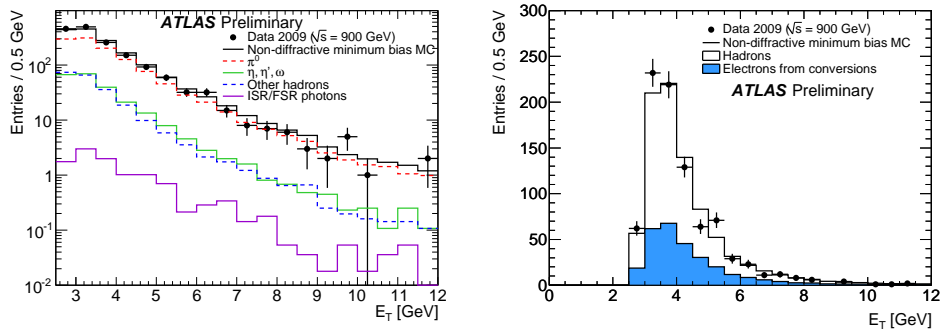 ATLAS Preliminary
Data 2009 (√s = 900 GeV)
Non-diffractive minimum bias MC
π⁰
η, η', ω
Other hadrons
ISR/FSR photons
Entries / 0.5 GeV
10²
10
1
10⁻¹
10⁻²
3 4 5 6 7 8 9 10 11 12
E_T [GeV]
Entries / 0.5 GeV
300
250
200
150
100
50
0
Data 2009 (√s = 900 GeV)
Non-diffractive minimum bias MC
Hadrons
Electrons from conversions
ATLAS Preliminary
0 2 4 6 8 10 12
E_T [GeV]